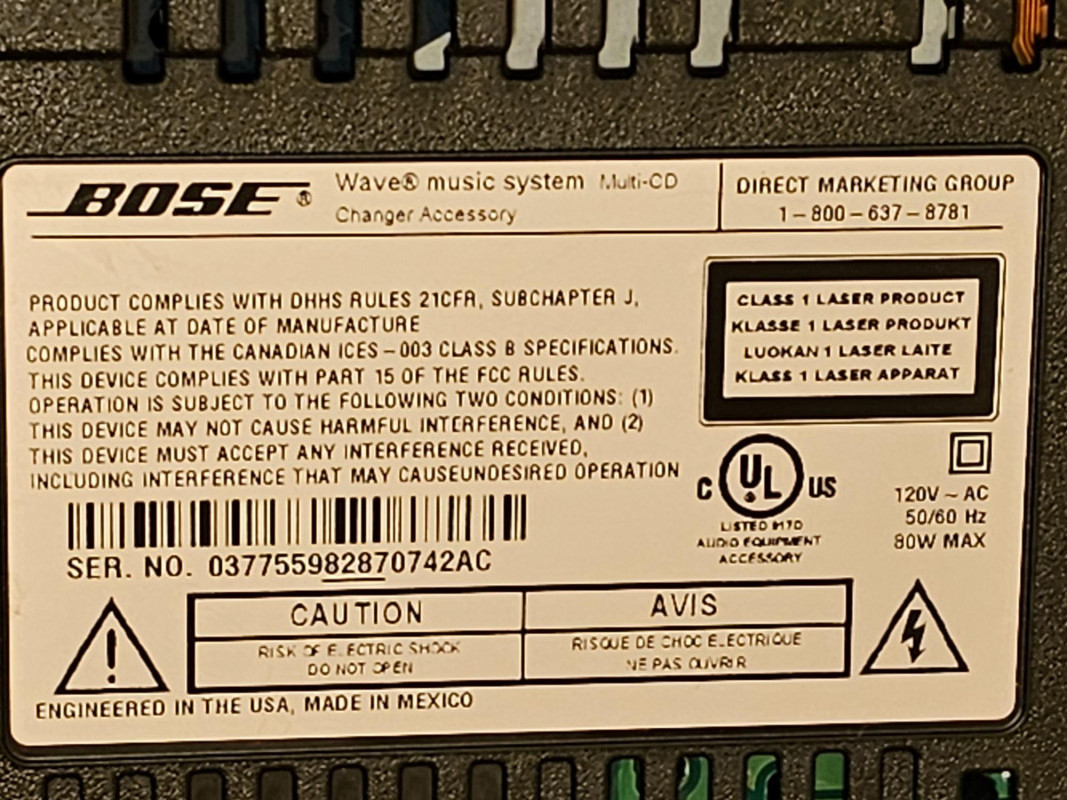 BOSE®
Wave® music system Multi-CD
Changer Accessory
DIRECT MARKETING GROUP
1-800-637-8781
PRODUCT COMPLIES WITH DHHS RULES 21CFR, SUBCHAPTER J,
APPLICABLE AT DATE OF MANUFACTURE
COMPLIES WITH THE CANADIAN ICES-003 CLASS B SPECIFICATIONS.
THIS DEVICE COMPLIES WITH PART 15 OF THE FCC RULES.
OPERATION IS SUBJECT TO THE FOLLOWING TWO CONDITIONS: (1)
THIS DEVICE MAY NOT CAUSE HARMFUL INTERFERENCE, AND (2)
THIS DEVICE MUST ACCEPT ANY INTERFERENCE RECEIVED,
INCLUDING INTERFERENCE THAT MAY CAUSEUNDESIRED OPERATION
CLASS 1 LASER PRODUCT
KLASSE 1 LASER PRODUKT
LUOKAN 1 LASER LAITE
KLASS 1 LASER APPARAT
C UL US
LISTED
AUDIO EQUIPMENT
ACCESSORY
120V ~ AC
50/60 Hz
80W MAX
SER. NO. 037755982870742AC
CAUTION
RISK OF ELECTRIC SHOCK
DO NOT OPEN
AVIS
RISQUE DE CHOC ELECTRIQUE
NE PAS OUVRIR
ENGINEERED IN THE USA, MADE IN MEXICO